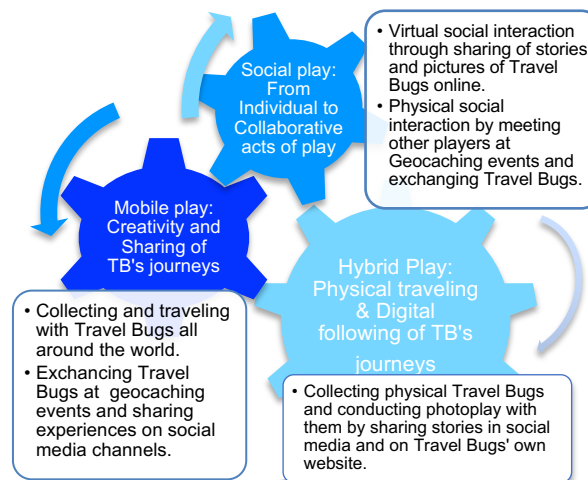 Social play:
From
Individual to
Collaborative
acts of play
• Virtual social interaction
through sharing of stories
and pictures of Travel
Bugs online.
• Physical social
interaction by meeting
other players at
Geocaching events and
exchanging Travel Bugs.
Mobile play:
Creativity and
Sharing of
TB's journeys
• Collecting and traveling
with Travel Bugs all
around the world.
• Exchancing Travel
Bugs at geocaching
events and sharing
experiences on social
media channels.
Hybrid Play:
Physical traveling
& Digital
following of TB's
journeys
• Collecting physical Travel Bugs
and conducting photoplay with
them by sharing stories in social
media and on Travel Bugs' own
website.